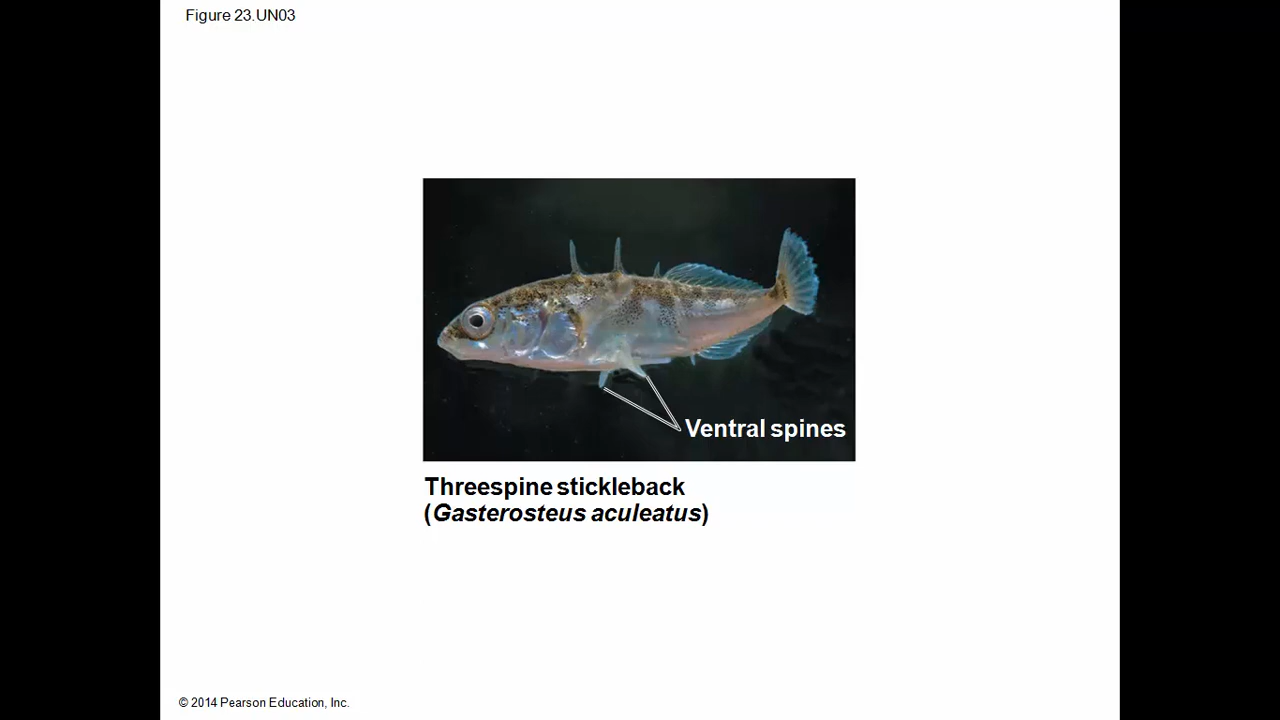 Figure 23.UN03
Ventral spines
Threespine stickleback
(Gasterosteus aculeatus)
© 2014 Pearson Education, Inc.